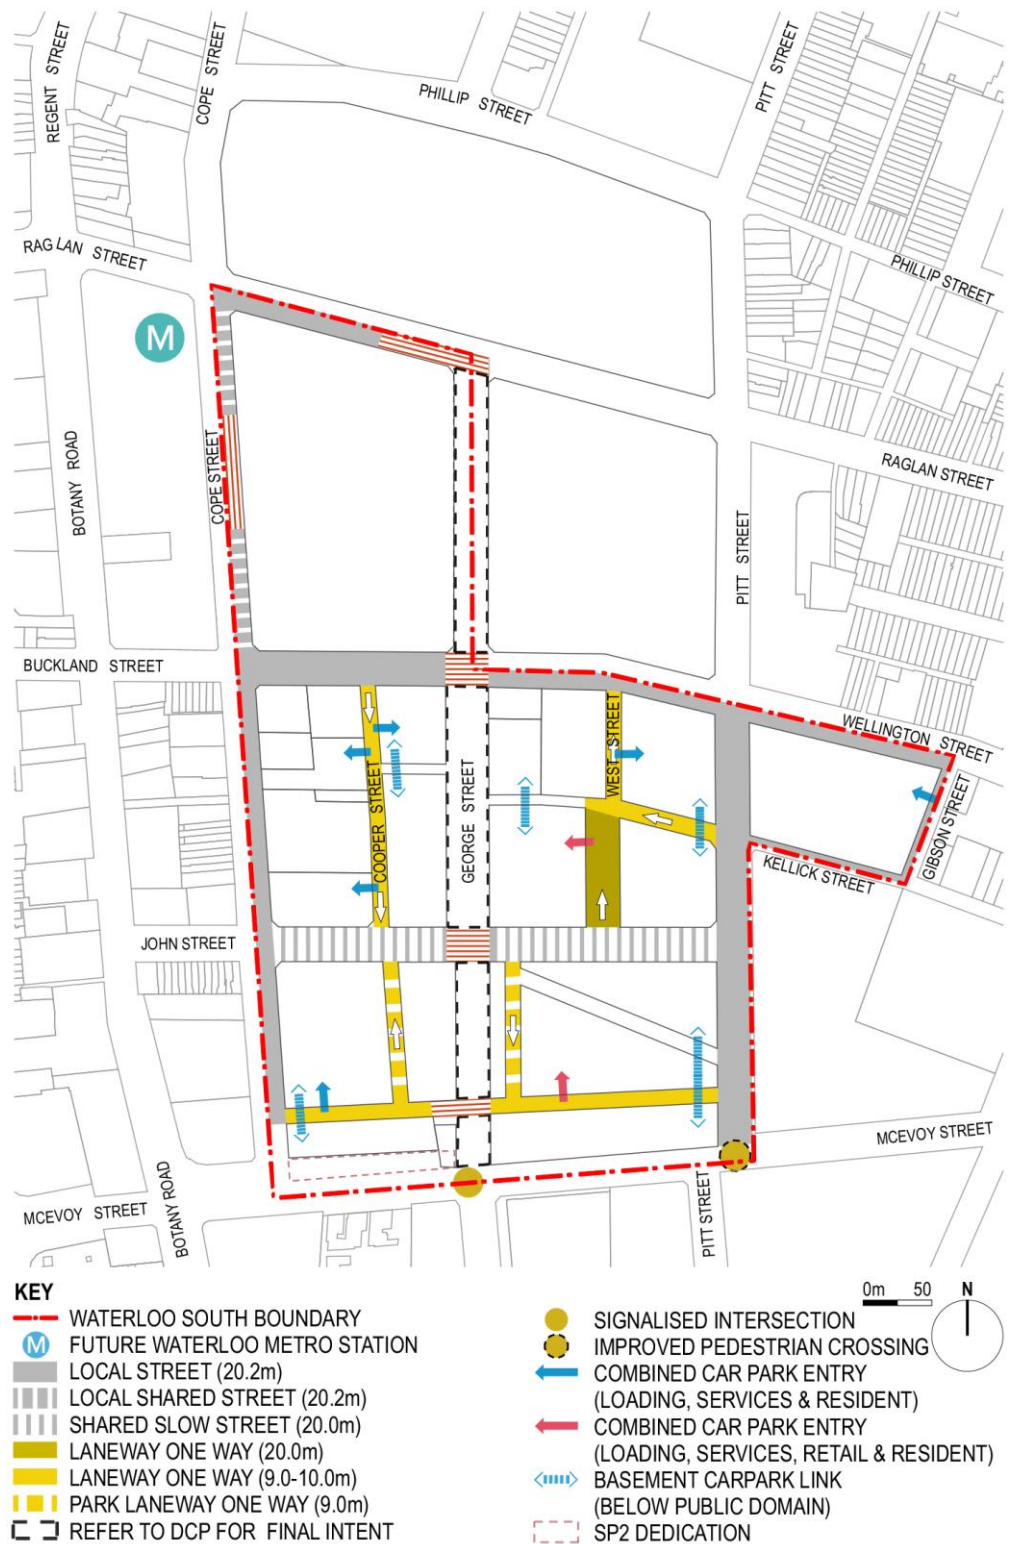 REGENT STREET
COPE STREET
PHILLIP STREET
PITT STREET
RAGLAN STREET
PHILLIP STREET
M
BOTANY ROAD
COPE STREET
RAGLAN STREET
PITT STREET
BUCKLAND STREET
WELLINGTON STREET
WEST STREET
COOPER STREET
GEORGE STREET
GIBSON STREET
KELLICK STREET
JOHN STREET
MCEVOY STREET
BOTANY ROAD
MCEVOY STREET
PITT STREET
KEY
WATERLOO SOUTH BOUNDARY
M FUTURE WATERLOO METRO STATION
LOCAL STREET (20.2m)
LOCAL SHARED STREET (20.2m)
SHARED SLOW STREET (20.0m)
LANEWAY ONE WAY (20.0m)
LANEWAY ONE WAY (9.0-10.0m)
PARK LANEWAY ONE WAY (9.0m)
REFER TO DCP FOR FINAL INTENT
0m 50 N
SIGNALISED INTERSECTION
IMPROVED PEDESTRIAN CROSSING
COMBINED CAR PARK ENTRY
(LOADING, SERVICES & RESIDENT)
COMBINED CAR PARK ENTRY
(LOADING, SERVICES, RETAIL & RESIDENT)
BASEMENT CARPARK LINK
(BELOW PUBLIC DOMAIN)
SP2 DEDICATION